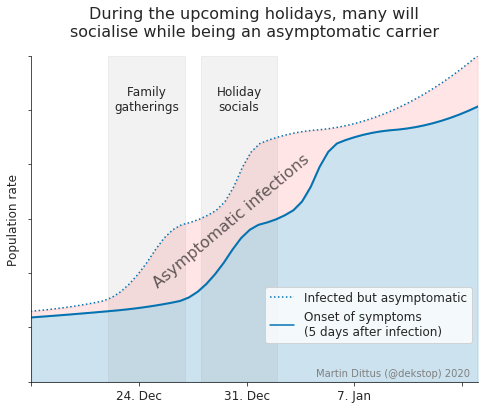 During the upcoming holidays, many will
socialise while being an asymptomatic carrier
Family
gatherings
Holiday
socials
Asymptomatic infections
Population rate
Infected but asymptomatic
Onset of symptoms
(5 days after infection)
Martin Dittus (@dekstop) 2020
24. Dec
31. Dec
7. Jan